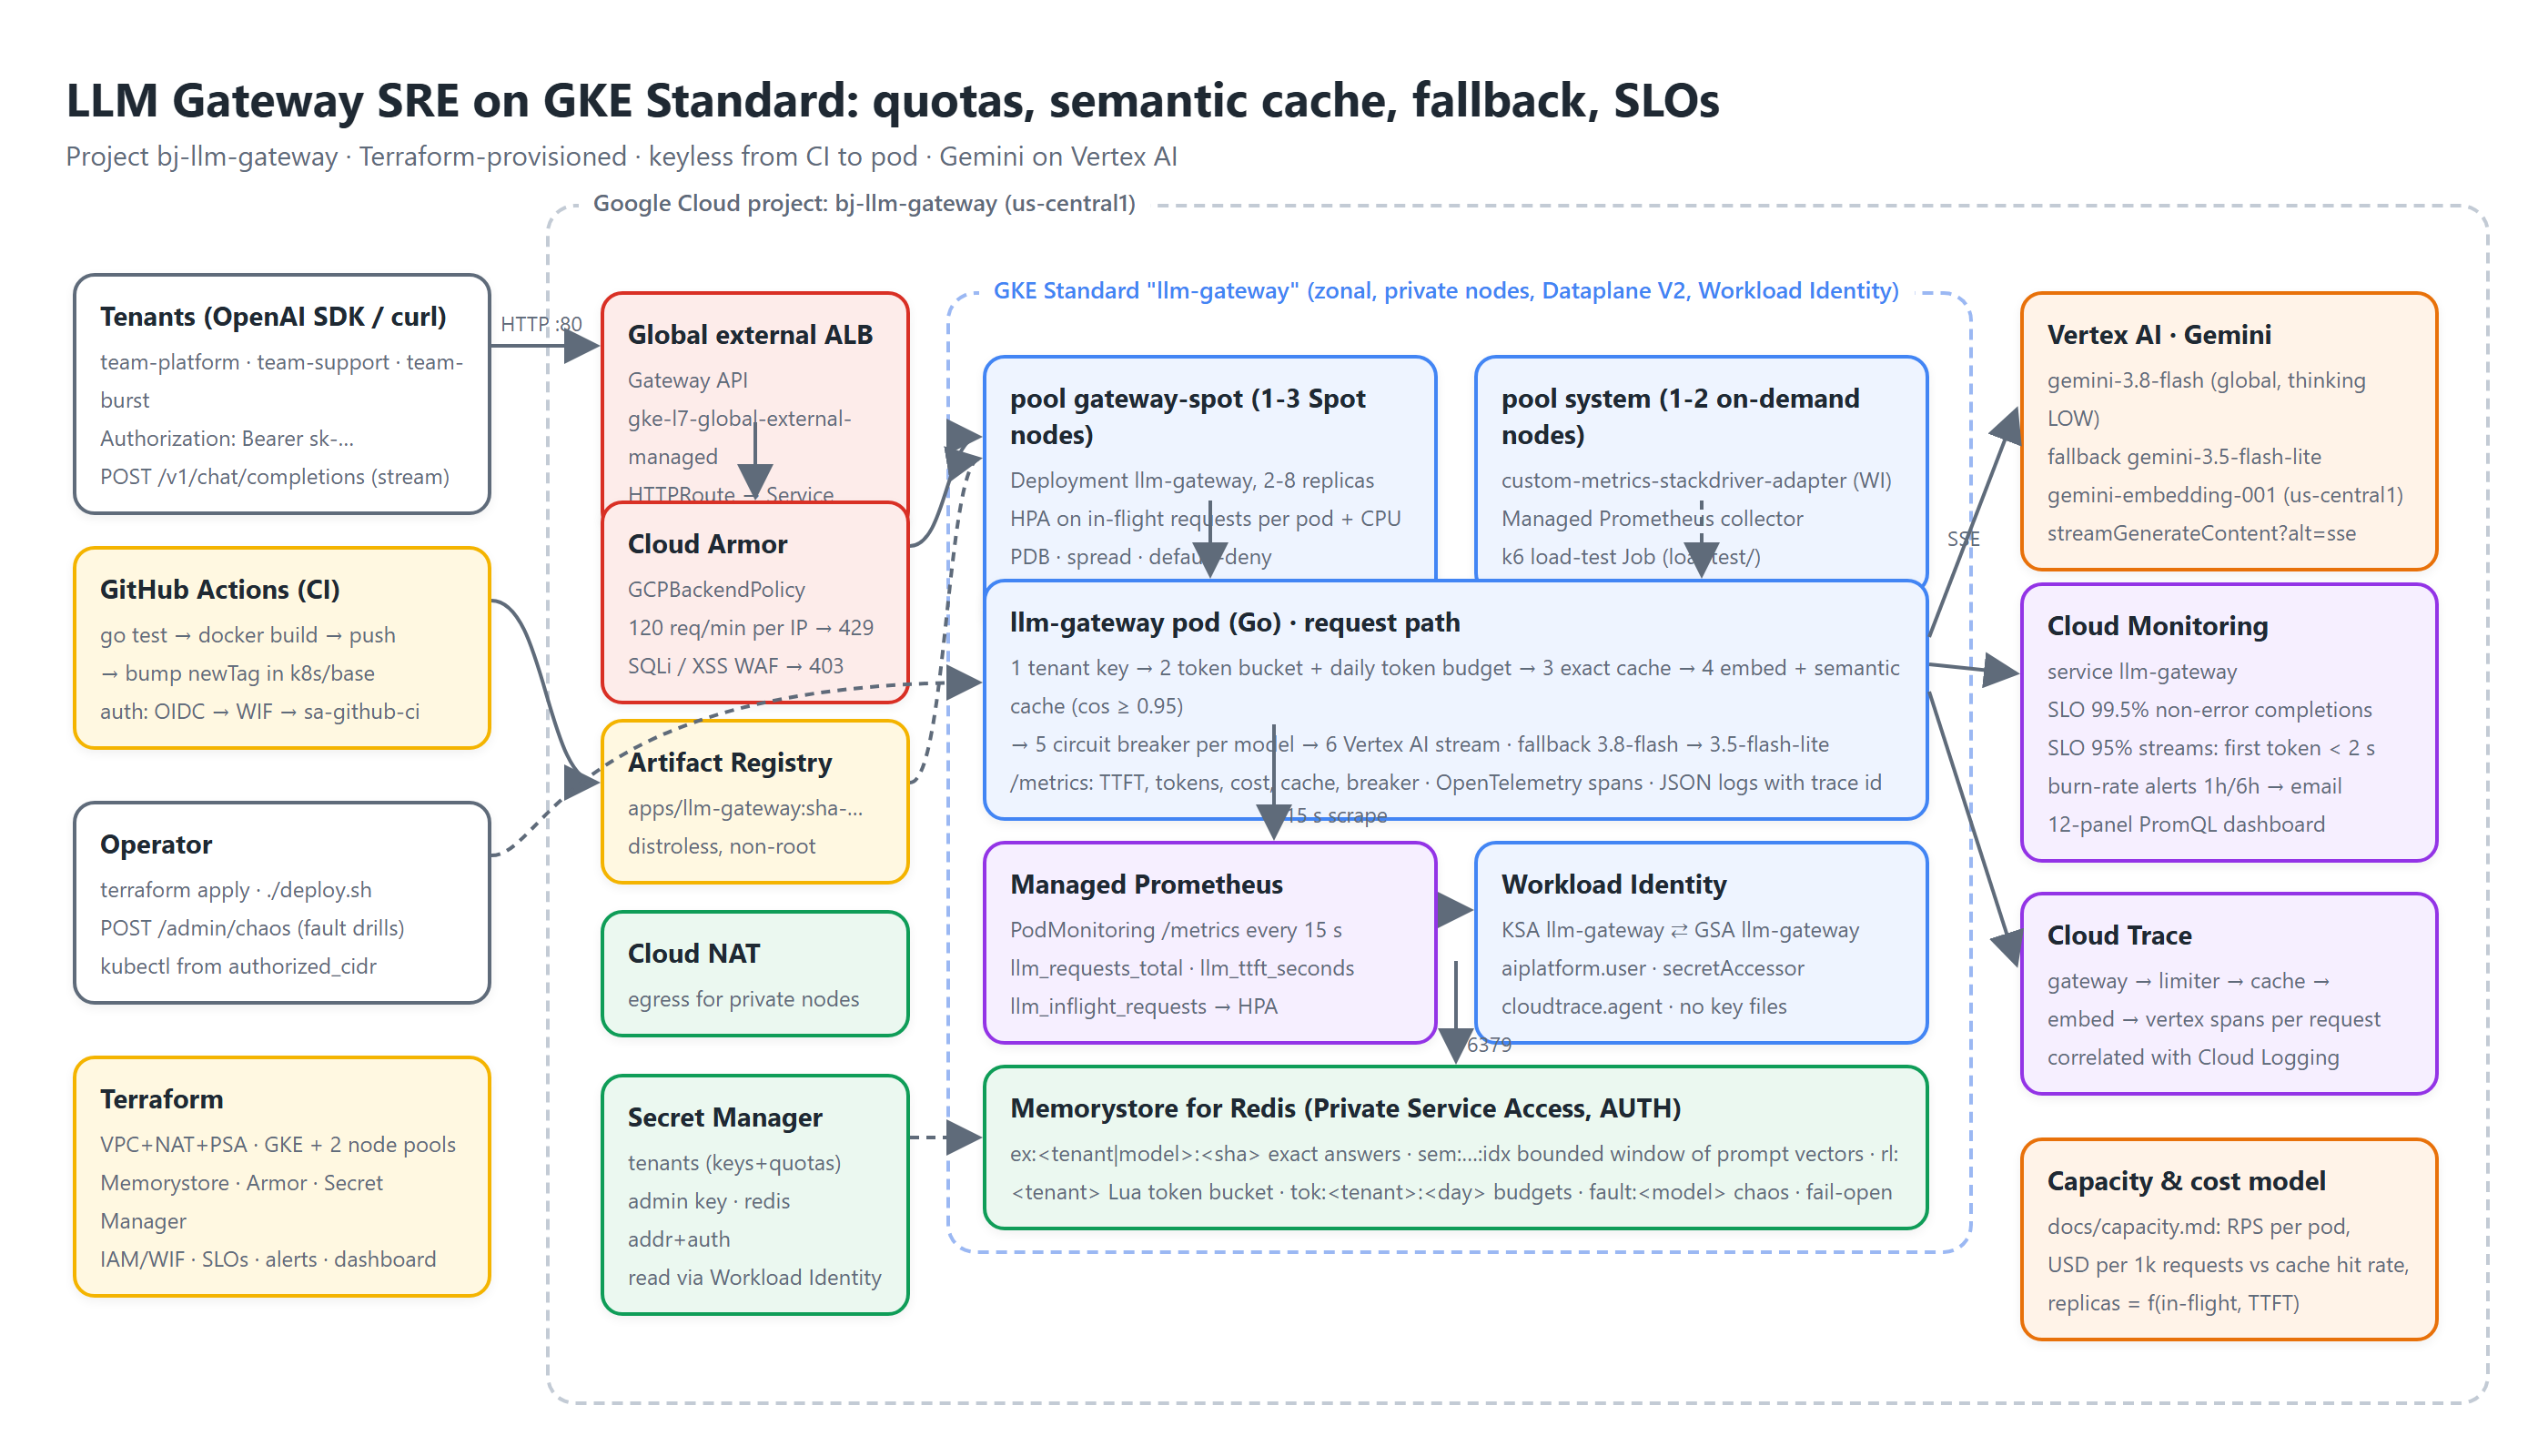 LLM Gateway SRE on GKE Standard: quotas, semantic cache, fallback, SLOs
Project bj-llm-gateway · Terraform-provisioned · keyless from CI to pod · Gemini on Vertex AI
Google Cloud project: bj-llm-gateway (us-central1)
Tenants (OpenAI SDK / curl)
team-platform · team-support · team-
burst
Authorization: Bearer sk-...
POST /v1/chat/completions (stream)
HTTP :80
GitHub Actions (CI)
go test → docker build → push
→ bump newTag in k8s/base
auth: OIDC → WIF → sa-github-ci
Operator
terraform apply · ./deploy.sh
POST /admin/chaos (fault drills)
kubectl from authorized_cidr
Terraform
VPC+NAT+PSA · GKE + 2 node pools
Memorystore · Armor · Secret
Manager
IAM/WIF · SLOs · alerts · dashboard
Global external ALB
Gateway API
gke-l7-global-external-
managed
HTTPRoute → Service
Cloud Armor
GCPBackendPolicy
120 req/min per IP → 429
SQLi / XSS WAF → 403
Artifact Registry
apps/llm-gateway:sha-...
distroless, non-root
Cloud NAT
egress for private nodes
Secret Manager
tenants (keys+quotas)
admin key · redis
addr+auth
read via Workload Identity
GKE Standard "llm-gateway" (zonal, private nodes, Dataplane V2, Workload Identity)
pool gateway-spot (1-3 Spot
nodes)
Deployment llm-gateway, 2-8 replicas
HPA on in-flight requests per pod + CPU
PDB · spread · default-deny
pool system (1-2 on-demand
nodes)
custom-metrics-stackdriver-adapter (WI)
Managed Prometheus collector
k6 load-test Job (loadtest/)
llm-gateway pod (Go) · request path
1 tenant key → 2 token bucket + daily token budget → 3 exact cache → 4 embed + semantic
cache (cos ≥ 0.95)
→ 5 circuit breaker per model → 6 Vertex AI stream · fallback 3.8-flash → 3.5-flash-lite
/metrics: TTFT, tokens, cost, cache, breaker · OpenTelemetry spans · JSON logs with trace id
15 s scrape
Managed Prometheus
PodMonitoring /metrics every 15 s
llm_requests_total · llm_ttft_seconds
llm_inflight_requests → HPA
Workload Identity
KSA llm-gateway ⇄ GSA llm-gateway
aiplatform.user · secretAccessor
cloudtrace.agent · no key files
6379
Memorystore for Redis (Private Service Access, AUTH)
ex:<tenant|model>:<sha> exact answers · sem:...:idx bounded window of prompt vectors · rl:
<tenant> Lua token bucket · tok:<tenant>:<day> budgets · fault:<model> chaos · fail-open
SSE
Vertex AI · Gemini
gemini-3.8-flash (global, thinking
LOW)
fallback gemini-3.5-flash-lite
gemini-embedding-001 (us-central1)
streamGenerateContent?alt=sse
Cloud Monitoring
service llm-gateway
SLO 99.5% non-error completions
SLO 95% streams: first token < 2 s
burn-rate alerts 1h/6h → email
12-panel PromQL dashboard
Cloud Trace
gateway → limiter → cache →
embed → vertex spans per request
correlated with Cloud Logging
Capacity & cost model
docs/capacity.md: RPS per pod,
USD per 1k requests vs cache hit rate,
replicas = f(in-flight, TTFT)